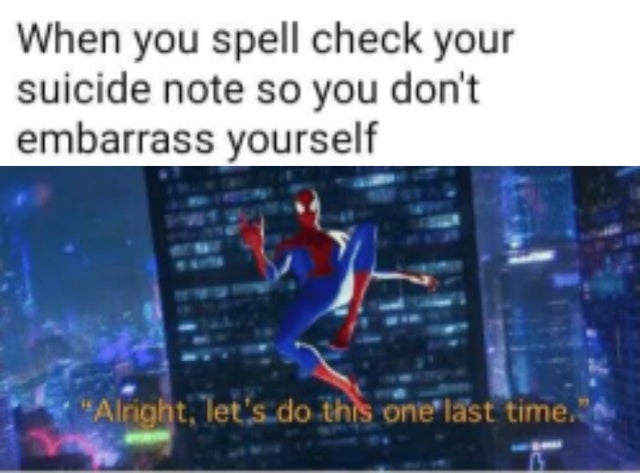 When you spell check your
suicide note so you don't
embarrass yourself
"Alright, let's do this one last time."